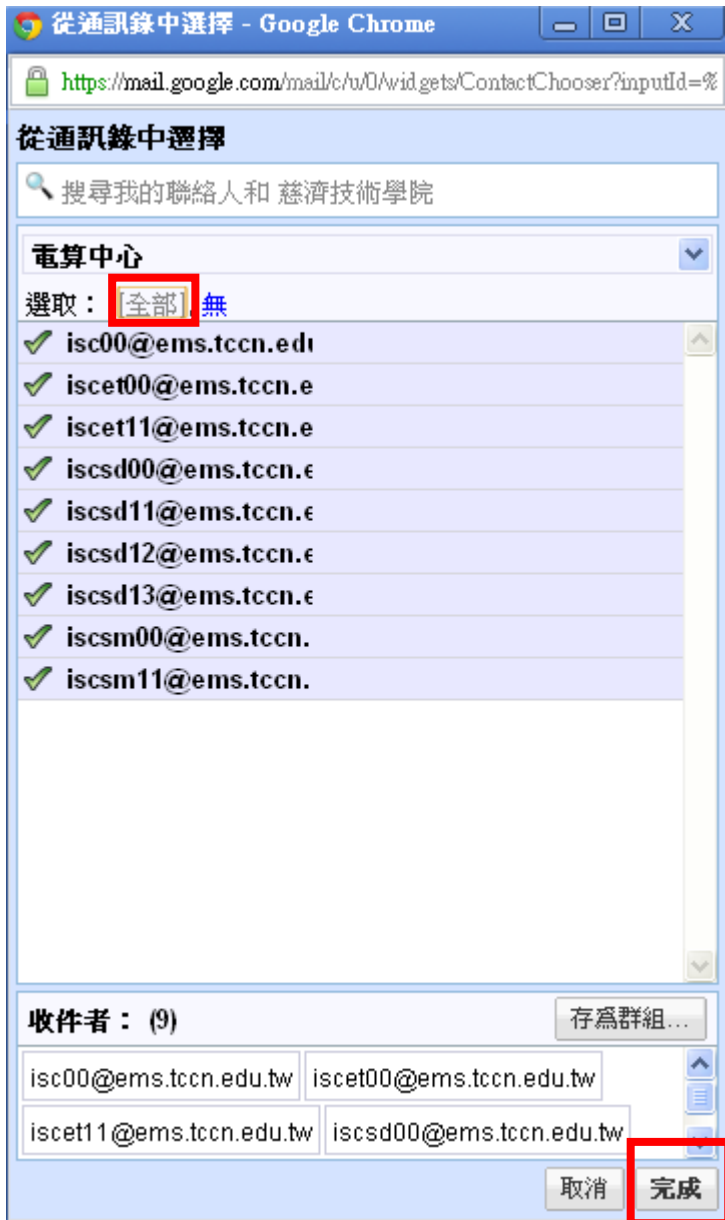 從通訊錄中選擇 - Google Chrome
https://mail.google.com/mail/c/u/0/widgets/ContactChooser?inputId=%
從通訊錄中選擇
搜尋我的聯絡人和 慈濟技術學院
電算中心
選取： [全部], 無
isc00@ems.tccn.edu
iscet00@ems.tccn.e
iscet11@ems.tccn.e
iscsd00@ems.tccn.e
iscsd11@ems.tccn.e
iscsd12@ems.tccn.e
iscsd13@ems.tccn.e
iscsm00@ems.tccn.
iscsm11@ems.tccn.
收件者： (9) 存為群組...
isc00@ems.tccn.edu.tw iscet00@ems.tccn.edu.tw
iscet11@ems.tccn.edu.tw iscsd00@ems.tccn.edu.tw
取消 完成